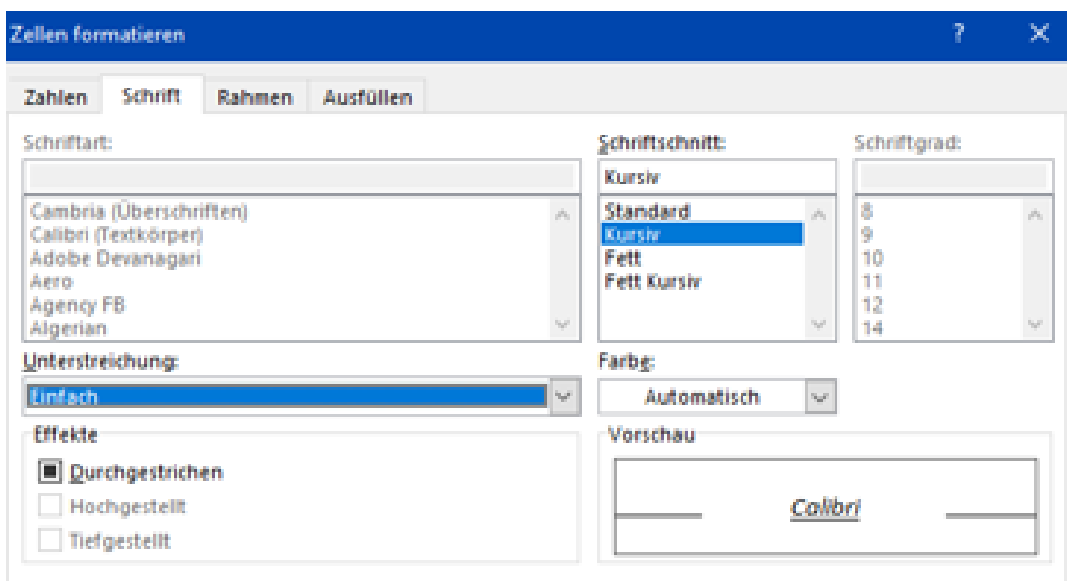 Zellen formatieren ? ×
Zahlen Schrift Rahmen Ausfüllen
Schriftart: Schriftschnitt: Schriftgrad:
Kursiv
Cambria (Überschriften) Standard 8
Calibri (Textkörper) Kursiv 9
Adobe Devanagari Fett 10
Aero Fett Kursiv 11
Agency FB 12
Algerian 14
Unterstreichung: Farbe:
Einfach Automatisch
Effekte Vorschau
Durchgestrichen
Hochgestellt Calibri
Tiefgestellt